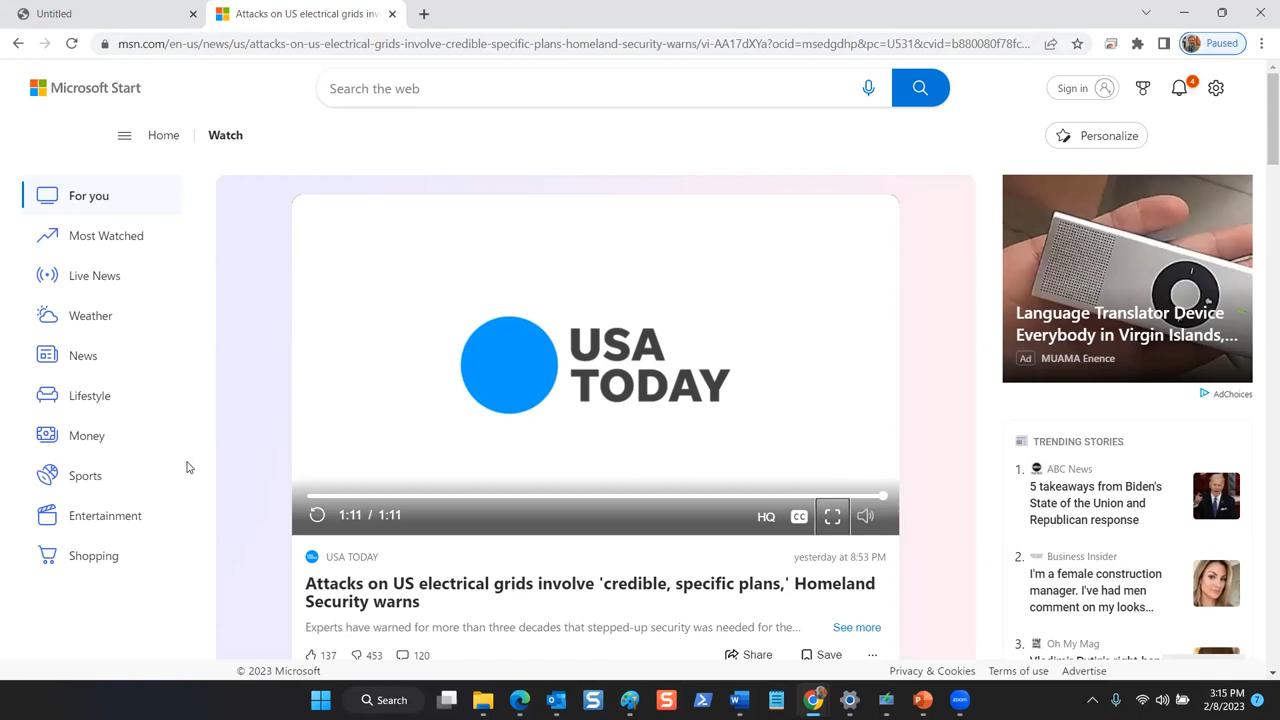 Untitled
Attacks on US electrical grids inv
msn.com/en-us/news/us/attacks-on-us-electrical-grids-involve-credible-specific-plans-homeland-security-warns/vi-AA17dXYa?ocid=msedgdhp&pc=U531&cvid=b880080f78fc...
Paused
Microsoft Start
Search the web
Sign in
4
Home
Watch
Personalize
For you
Most Watched
Live News
Weather
News
Lifestyle
Money
Sports
Entertainment
Shopping
USA
TODAY
1:11 / 1:11
HQ
CC
USA TODAY
yesterday at 8:53 PM
Attacks on US electrical grids involve 'credible, specific plans,' Homeland
Security warns
Experts have warned for more than three decades that stepped-up security was needed for the...
See more
137
453
120
Share
Save
...
Language Translator Device
Everybody in Virgin Islands,...
Ad MUAMA Enence
AdChoices
TRENDING STORIES
1. ABC News
5 takeaways from Biden's
State of the Union and
Republican response
2. Business Insider
I'm a female construction
manager. I've had men
comment on my looks...
3. Oh My Mag
© 2023 Microsoft
Privacy & Cookies
Terms of use
Advertise
Search
3:15 PM
2/8/2023
7